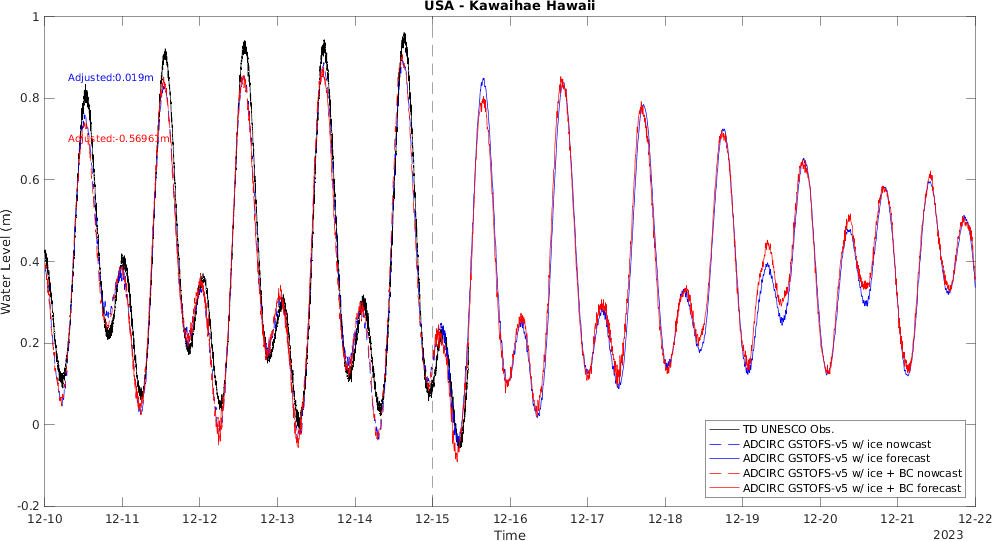 USA - Kawaihae Hawaii
1
0.8
0.6
0.4
0.2
0
-0.2
Water Level (m)
Adjusted:0.019m
Adjusted:-0.56961m
TD UNESCO Obs.
ADCIRC GSTOFS-v5 w/ ice nowcast
ADCIRC GSTOFS-v5 w/ ice forecast
ADCIRC GSTOFS-v5 w/ ice + BC nowcast
ADCIRC GSTOFS-v5 w/ ice + BC forecast
12-10 12-11 12-12 12-13 12-14 12-15 12-16 12-17 12-18 12-19 12-20 12-21 12-22
Time
2023